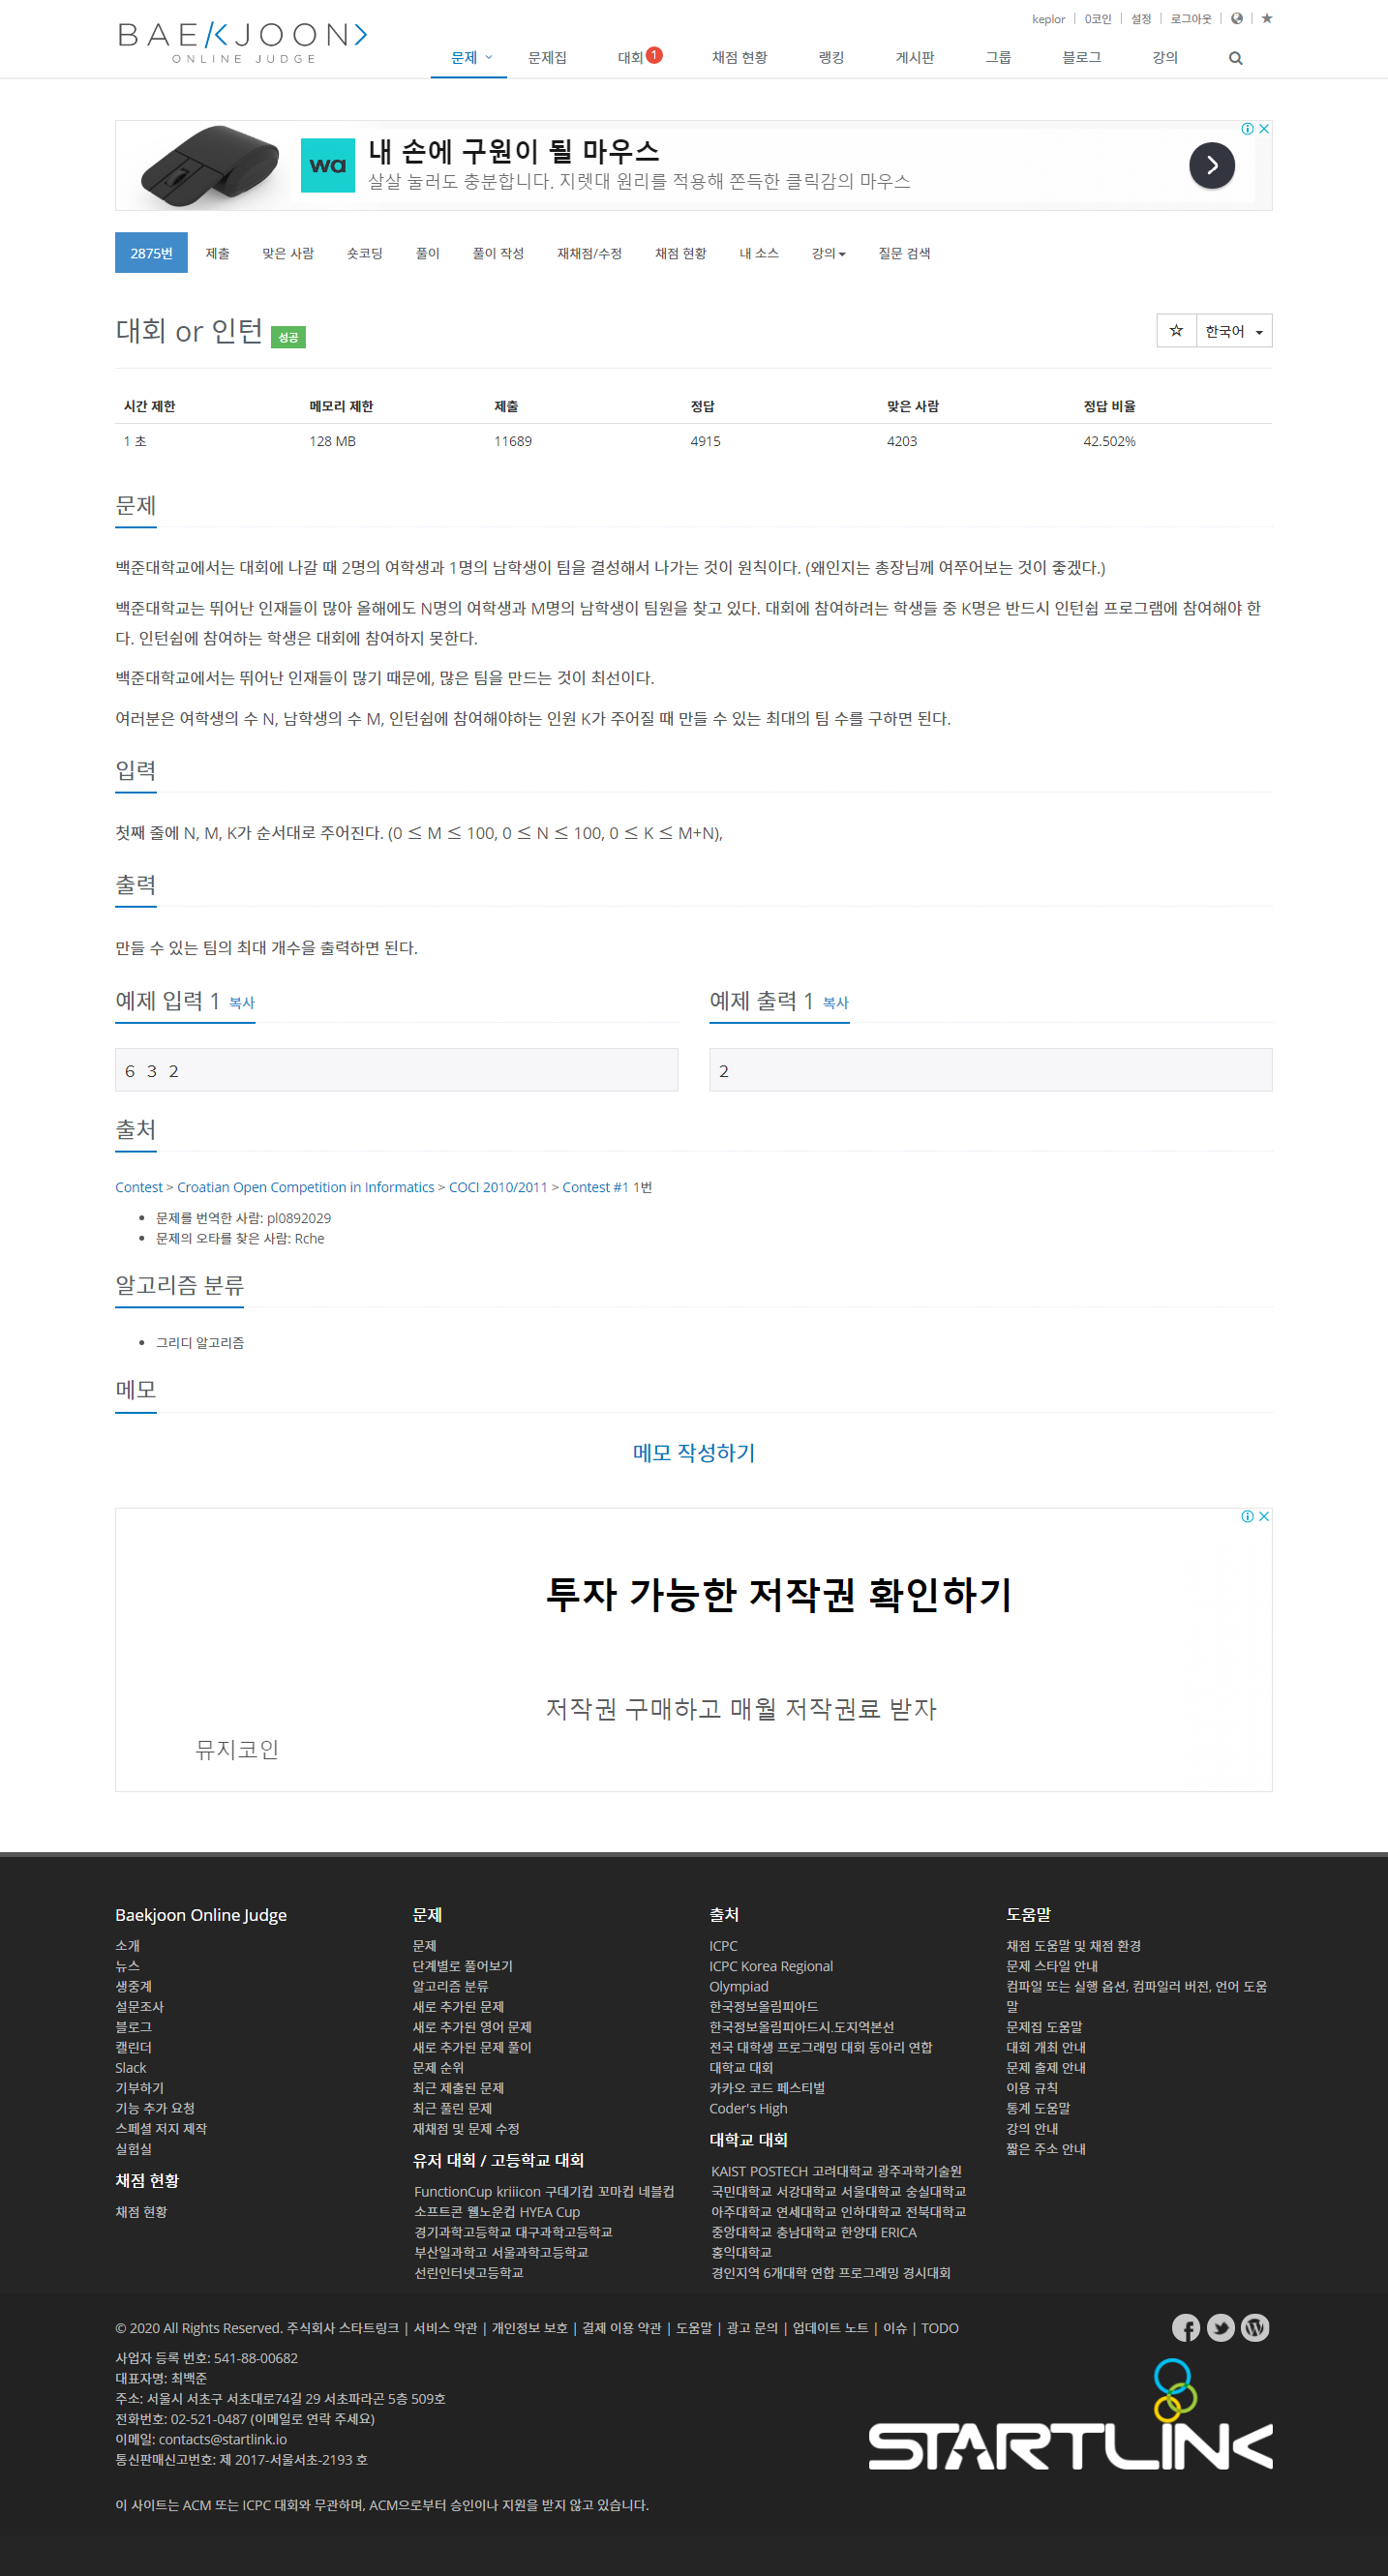 keplor | 0코인 | 설정 | 로그아웃
BAEKJOON
ONLINE JUDGE
문제 문제집 대회 1 채점 현황 랭킹 게시판 그룹 블로그 강의
wa
내 손에 구원이 될 마우스
살살 눌러도 충분합니다. 지렛대 원리를 적용해 쫀득한 클릭감의 마우스
2875번 제출 맞은 사람 숏코딩 풀이 풀이 작성 재채점/수정 채점 현황 내 소스 강의 질문 검색
대회 or 인턴 성공
한국어
시간 제한 메모리 제한 제출 정답 맞은 사람 정답 비율
1 초 128 MB 11689 4915 4203 42.502%
문제
백준대학교에서는 대회에 나갈 때 2명의 여학생과 1명의 남학생이 팀을 결성해서 나가는 것이 원칙이다. (왜인지는 총장님께 여쭈어보는 것이 좋겠다.)
백준대학교는 뛰어난 인재들이 많아 올해에도 N명의 여학생과 M명의 남학생이 팀원을 찾고 있다. 대회에 참여하려는 학생들 중 K명은 반드시 인턴쉽 프로그램에 참여해야 한
다. 인턴쉽에 참여하는 학생은 대회에 참여하지 못한다.
백준대학교에서는 뛰어난 인재들이 많기 때문에, 많은 팀을 만드는 것이 최선이다.
여러분은 여학생의 수 N, 남학생의 수 M, 인턴쉽에 참여해야하는 인원 K가 주어질 때 만들 수 있는 최대의 팀 수를 구하면 된다.
입력
첫째 줄에 N, M, K가 순서대로 주어진다. (0 ≤ M ≤ 100, 0 ≤ N ≤ 100, 0 ≤ K ≤ M+N),
출력
만들 수 있는 팀의 최대 개수을 출력하면 된다.
예제 입력 1 복사
6 3 2
예제 출력 1 복사
2
출처
Contest > Croatian Open Competition in Informatics > COCI 2010/2011 > Contest #1 1번
문제를 번역한 사람: pl0892029
문제의 오타를 찾은 사람: Rche
알고리즘 분류
그리디 알고리즘
메모
메모 작성하기
투자 가능한 저작권 확인하기
저작권 구매하고 매월 저작권료 받자
뮤지코인
Baekjoon Online Judge
소개
뉴스
생중계
설문조사
블로그
캘린더
Slack
기부하기
기능 추가 요청
스페셜 저지 제작
실험실
채점 현황
채점 현황
문제
문제
단계별로 풀어보기
알고리즘 분류
새로 추가된 문제
새로 추가된 영어 문제
새로 추가된 문제 풀이
문제 순위
최근 제출된 문제
최근 풀린 문제
재채점 및 문제 수정
유저 대회 / 고등학교 대회
FunctionCup kriiicon 구데기컵 꼬마컵 네블컵
소프트콘 웰노운컵 HYEA Cup
경기과학고등학교 대구과학고등학교
부산일과학고 서울과학고등학교
선린인터넷고등학교
출처
ICPC
ICPC Korea Regional
Olympiad
한국정보올림피아드
한국정보올림피아드시.도지역본선
전국 대학생 프로그래밍 대회 동아리 연합
대학교 대회
카카오 코드 페스티벌
Coder's High
대학교 대회
KAIST POSTECH 고려대학교 광주과학기술원
국민대학교 서강대학교 서울대학교 숭실대학교
아주대학교 연세대학교 인하대학교 전북대학교
중앙대학교 충남대학교 한양대 ERICA
홍익대학교
경인지역 6개대학 연합 프로그래밍 경시대회
도움말
채점 도움말 및 채점 환경
문제 스타일 안내
컴파일 또는 실행 옵션, 컴파일러 버전, 언어 도움
말
문제집 도움말
대회 개최 안내
문제 출제 안내
이용 규칙
통계 도움말
강의 안내
짧은 주소 안내
© 2020 All Rights Reserved. 주식회사 스타트링크 | 서비스 약관 | 개인정보 보호 | 결제 이용 약관 | 도움말 | 광고 문의 | 업데이트 노트 | 이슈 | TODO
사업자 등록 번호: 541-88-00682
대표자명: 최백준
주소: 서울시 서초구 서초대로74길 29 서초파라곤 5층 509호
전화번호: 02-521-0487 (이메일로 연락 주세요)
이메일: contacts@startlink.io
통신판매신고번호: 제 2017-서울서초-2193 호
STARTLINK
이 사이트는 ACM 또는 ICPC 대회와 무관하며, ACM으로부터 승인이나 지원을 받지 않고 있습니다.